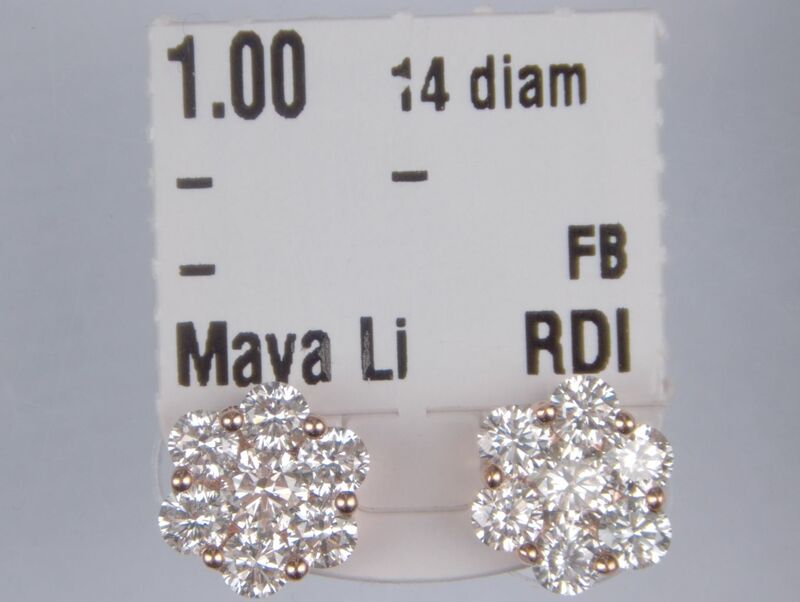 1.00 14 diam
- -
- FB
Maya Li RDI